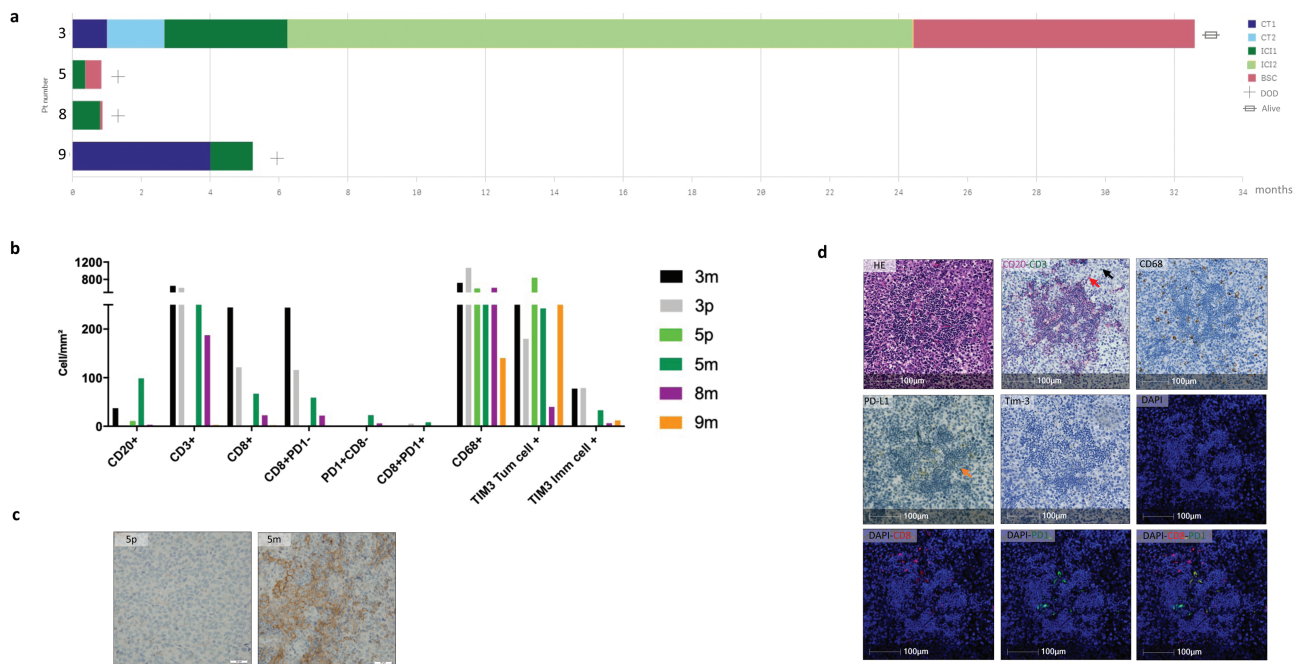 a
Pt number
3
5
8
9
0 2 4 6 8 10 12 14 16 18 20 22 24 26 28 30 32 34
months
CT1
CT2
ICI1
ICI2
BSC
DOD
Alive
b
Cell/mm²
1200
800
200
100
0
CD20+
CD3+
CD8+
CD8+PD1-
PD1+CD8-
CD8+PD1+
CD68+
TIM3 Tum cell +
TIM3 Imm cell +
3m
3p
5p
5m
8m
9m
c
5p
5m
d
HE
100μm
CD20-CD3
100μm
CD68
100μm
PD-L1
100μm
Tim-3
100μm
DAPI
100μm
DAPI-CD8
100μm
DAPI-PD1
100μm
DAPI-CD8-PD1
100μm